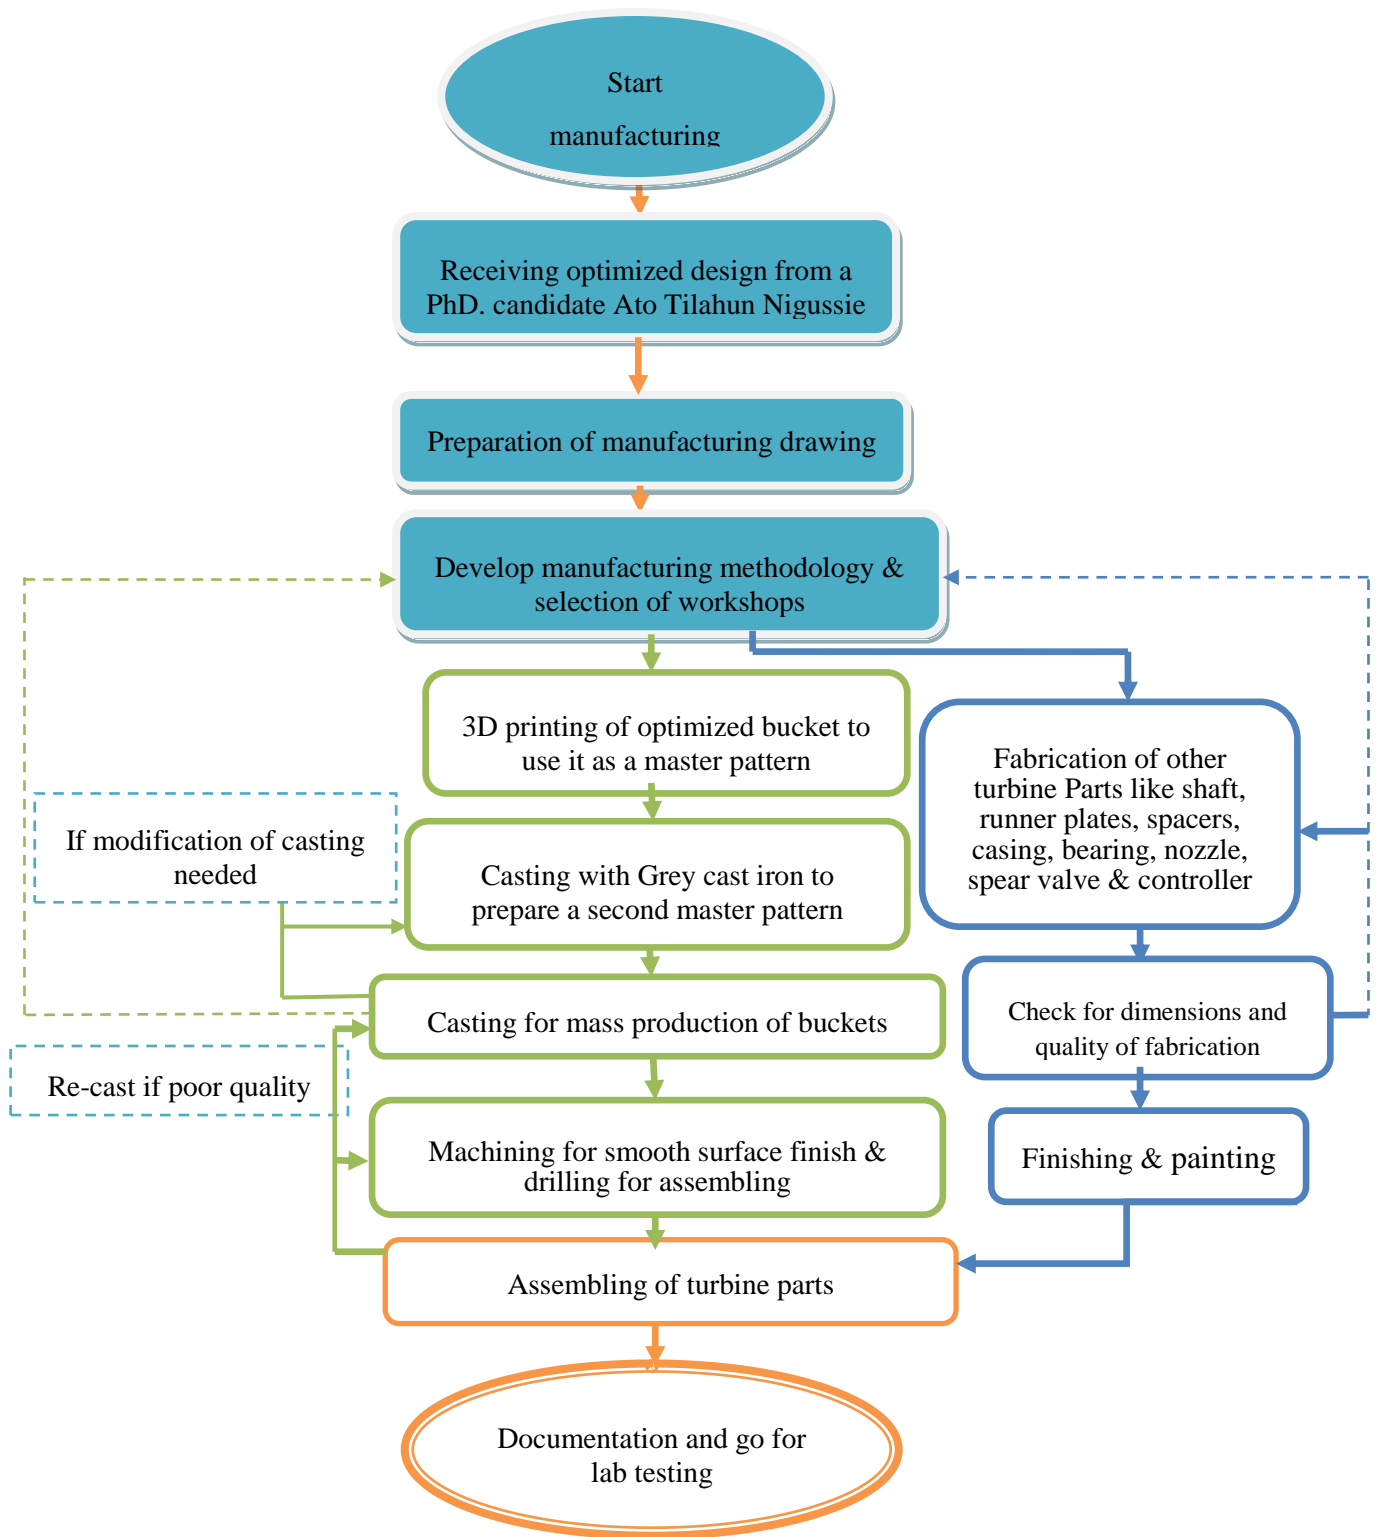 Start
manufacturing
Receiving optimized design from a
PhD. candidate Ato Tilahun Nigussie
Preparation of manufacturing drawing
Develop manufacturing methodology &
selection of workshops
3D printing of optimized bucket to
use it as a master pattern
Fabrication of other
turbine Parts like shaft,
runner plates, spacers,
casing, bearing, nozzle,
spear valve & controller
If modification of casting
needed
Casting with Grey cast iron to
prepare a second master pattern
Casting for mass production of buckets
Check for dimensions and
quality of fabrication
Re-cast if poor quality
Machining for smooth surface finish &
drilling for assembling
Finishing & painting
Assembling of turbine parts
Documentation and go for
lab testing